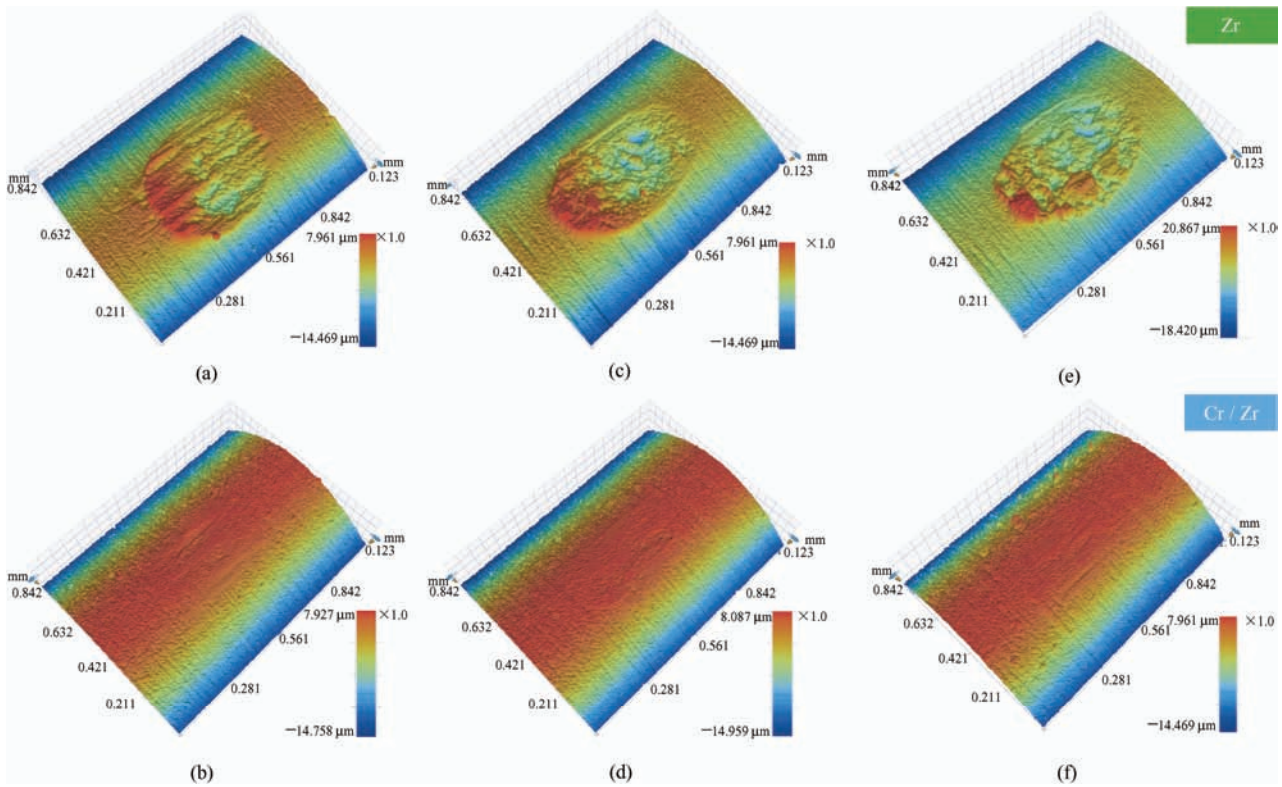 Zr
mm
0.842
0.632
0.421
0.211
mm
0.123
0.842
0.561
0.281
7.961 μm ×1.0
−14.469 μm
(a)
mm
0.842
0.632
0.421
0.211
mm
0.123
0.842
0.561
0.281
7.961 μm ×1.0
−14.469 μm
(c)
mm
0.842
0.632
0.421
0.211
mm
0.123
0.842
0.561
0.281
20.867 μm ×1.0
−18.420 μm
(e)
Cr / Zr
mm
0.842
0.632
0.421
0.211
mm
0.123
0.842
0.561
0.281
7.927 μm ×1.0
−14.758 μm
(b)
mm
0.842
0.632
0.421
0.211
mm
0.123
0.842
0.561
0.281
8.087 μm ×1.0
−14.959 μm
(d)
mm
0.842
0.632
0.421
0.211
mm
0.123
0.842
0.561
0.281
7.961 μm ×1.0
−14.469 μm
(f)